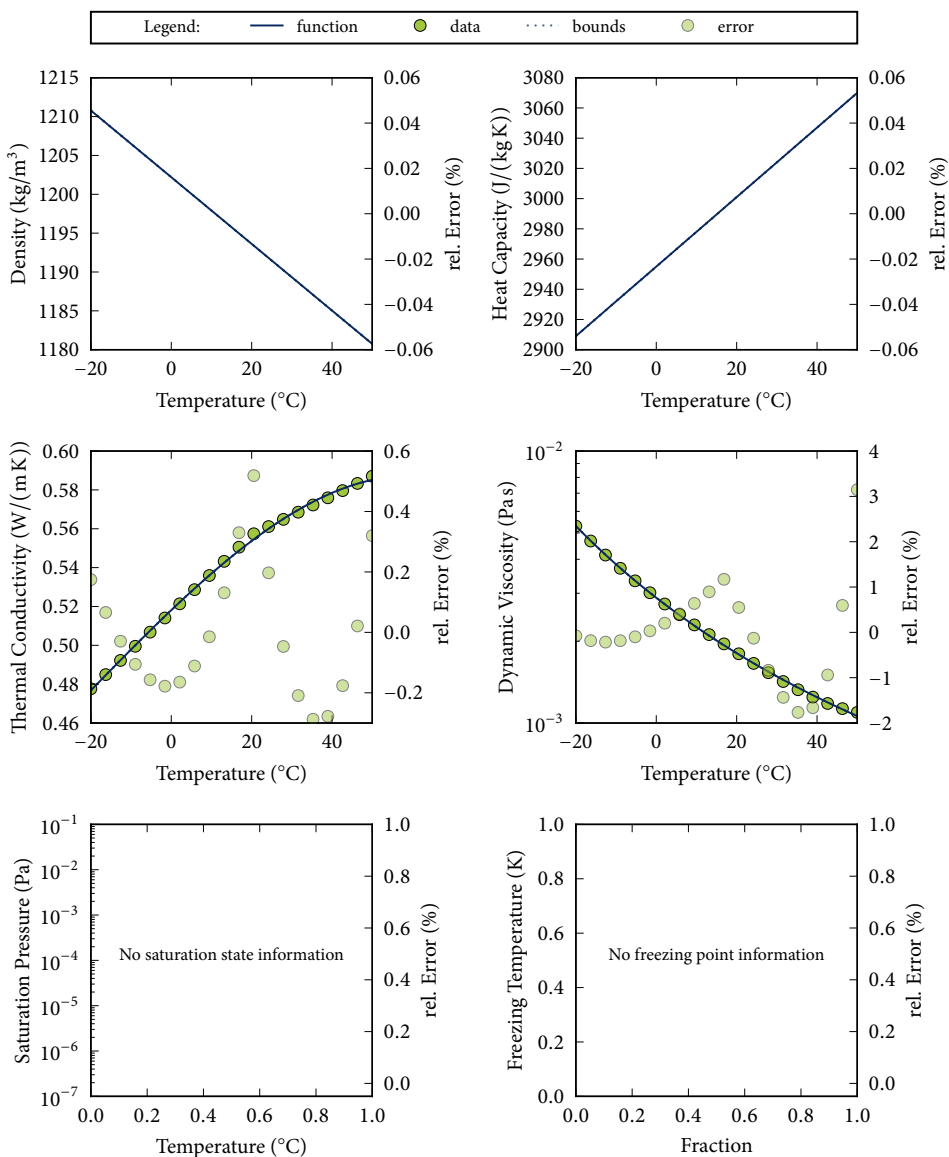 Legend: function data bounds error
Density (kg/m³)
1215
1210
1205
1200
1195
1190
1185
1180
−20 0 20 40
Temperature (°C)
0.06
0.04
0.02
0.00
−0.02
−0.04
−0.06
rel. Error (%)
Heat Capacity (J/(kg K))
3080
3060
3040
3020
3000
2980
2960
2940
2920
2900
−20 0 20 40
Temperature (°C)
0.06
0.04
0.02
0.00
−0.02
−0.04
−0.06
rel. Error (%)
Thermal Conductivity (W/(m K))
0.60
0.58
0.56
0.54
0.52
0.50
0.48
0.46
−20 0 20 40
Temperature (°C)
0.6
0.4
0.2
0.0
−0.2
rel. Error (%)
Dynamic Viscosity (Pa s)
10⁻²
10⁻³
−20 0 20 40
Temperature (°C)
4
3
2
1
0
−1
−2
rel. Error (%)
Saturation Pressure (Pa)
10⁻¹
10⁻²
10⁻³
10⁻⁴
10⁻⁵
10⁻⁶
10⁻⁷
No saturation state information
0.0 0.2 0.4 0.6 0.8 1.0
Temperature (°C)
1.0
0.8
0.6
0.4
0.2
0.0
rel. Error (%)
Freezing Temperature (K)
1.0
0.8
0.6
0.4
0.2
0.0
No freezing point information
0.0 0.2 0.4 0.6 0.8 1.0
Fraction
1.0
0.8
0.6
0.4
0.2
0.0
rel. Error (%)